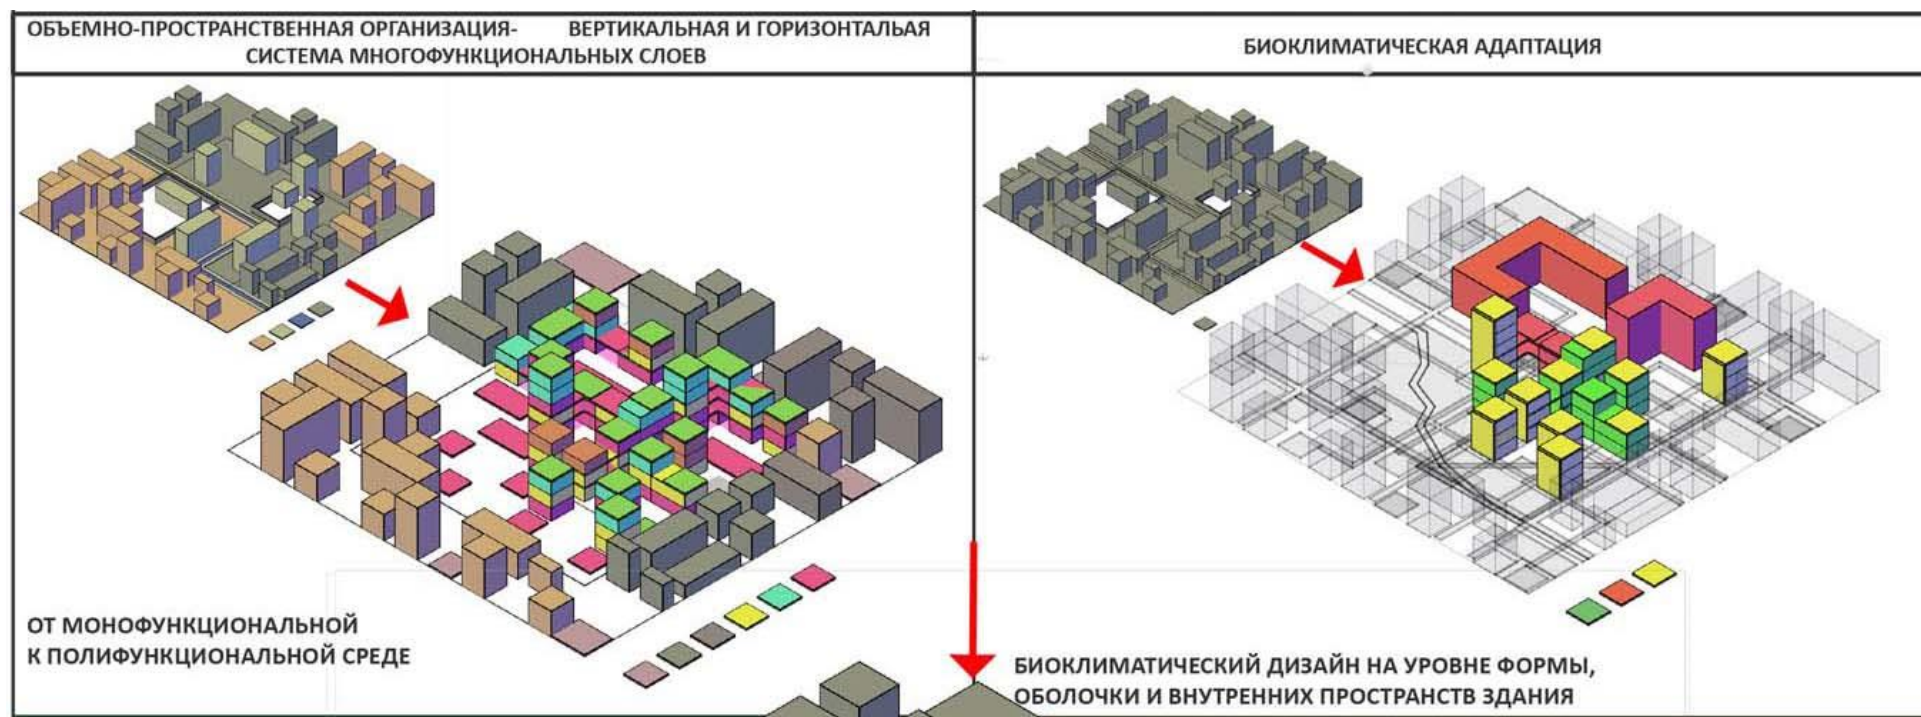 ОБЪЕМНО-ПРОСТРАНСТВЕННАЯ ОРГАНИЗАЦИЯ- ВЕРТИКАЛЬНАЯ И ГОРИЗОНТАЛЬАЯ
СИСТЕМА МНОГОФУНКЦИОНАЛЬНЫХ СЛОЕВ
БИОКЛИМАТИЧЕСКАЯ АДАПТАЦИЯ
ОТ МОНОФУНКЦИОНАЛЬНОЙ
К ПОЛИФУНКЦИОНАЛЬНОЙ СРЕДЕ
БИОКЛИМАТИЧЕСКИЙ ДИЗАЙН НА УРОВНЕ ФОРМЫ,
ОБОЛОЧКИ И ВНУТРЕННИХ ПРОСТРАНСТВ ЗДАНИЯ